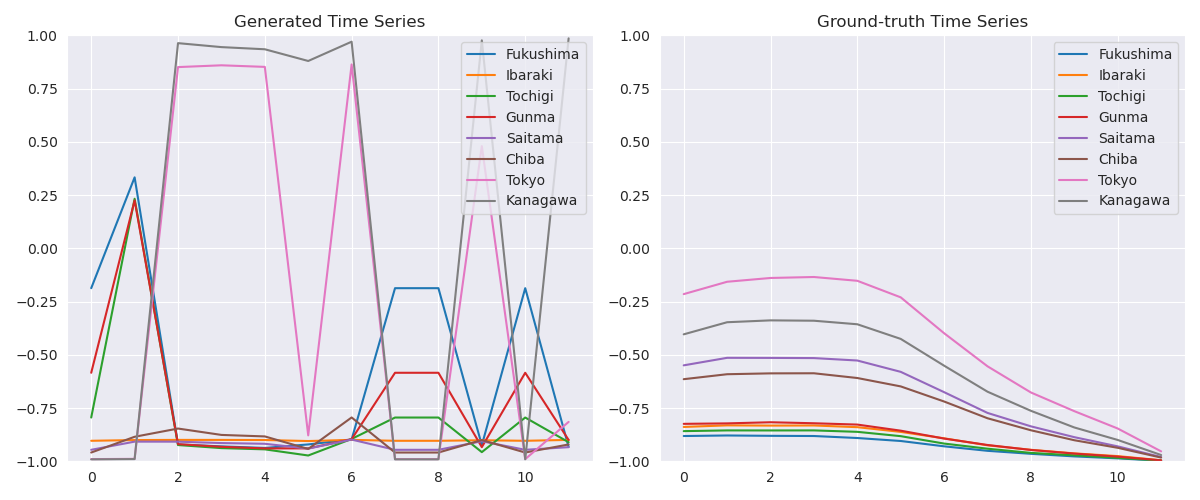 Generated Time Series
1.00
0.75
0.50
0.25
0.00
−0.25
−0.50
−0.75
−1.00
0 2 4 6 8 10
Fukushima
Ibaraki
Tochigi
Gunma
Saitama
Chiba
Tokyo
Kanagawa
Ground-truth Time Series
1.00
0.75
0.50
0.25
0.00
−0.25
−0.50
−0.75
−1.00
0 2 4 6 8 10
Fukushima
Ibaraki
Tochigi
Gunma
Saitama
Chiba
Tokyo
Kanagawa